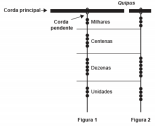 Quipus
Corda principal
Corda
pendente
Milhares
Centenas
Dezenas
Unidades
Figura 1
Figura 2